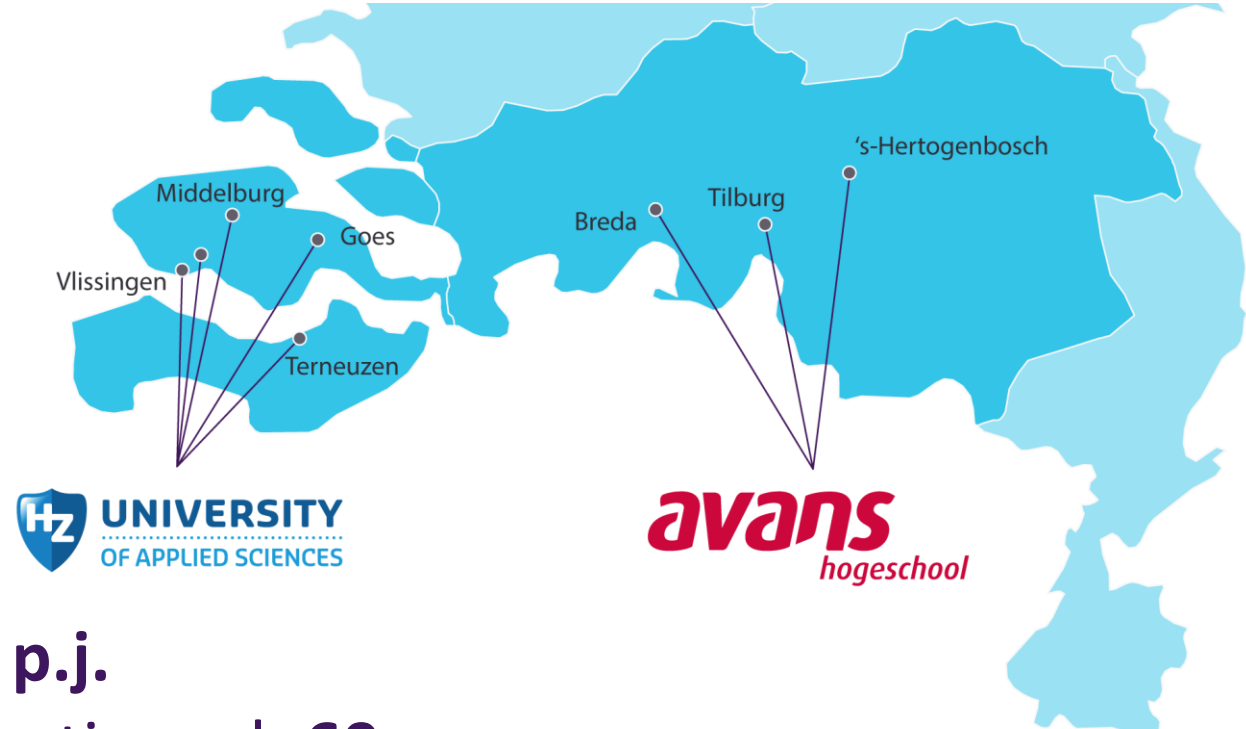 's-Hertogenbosch
Middelburg
Tilburg
Breda
Goes
Vlissingen
Terneuzen
HZ UNIVERSITY
OF APPLIED SCIENCES
avans
hogeschool
p.j.